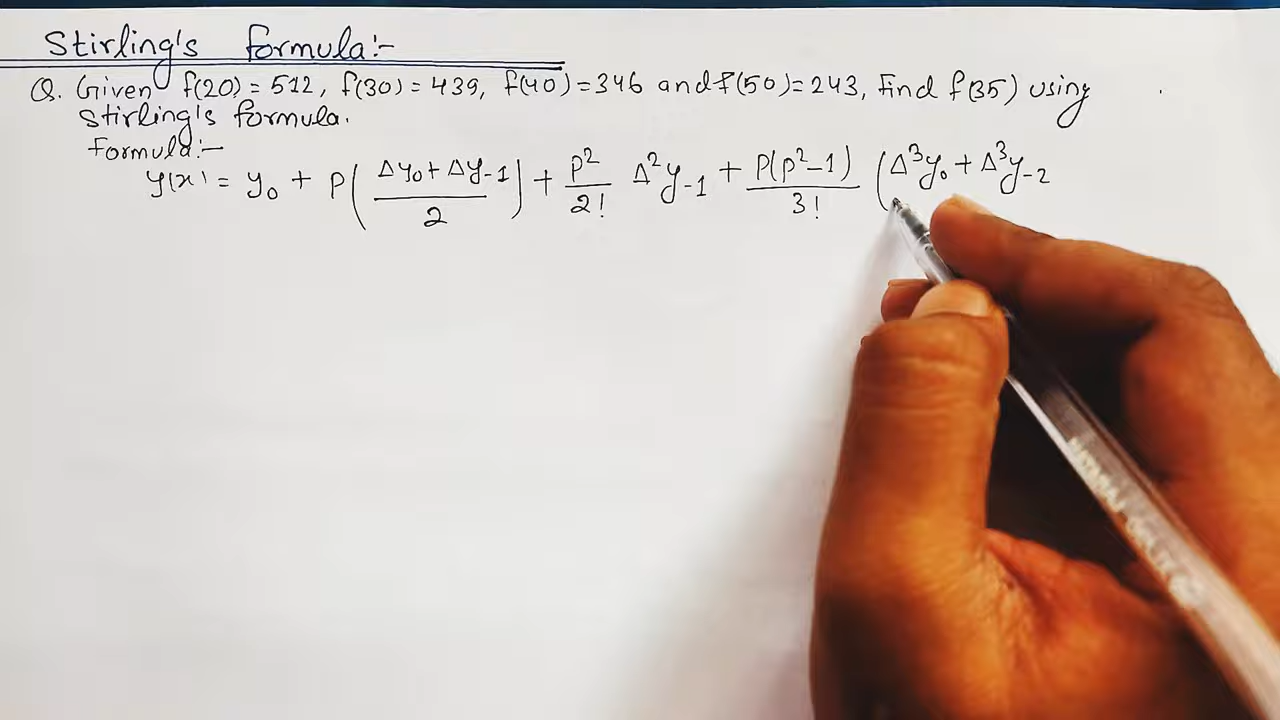 Stirling's formula:-
Q. Given f(20) = 512, f(30) = 439, f(40) = 346 and f(50) = 243, Find f(35) using
Stirling's formula.
Formula:-
y(x) = y₀ + P((Δy₀ + Δy₋₁)/2) + P²/2! Δ²y₋₁ + P(P²-1)/3! (Δ³y₀ + Δ³y₋₂